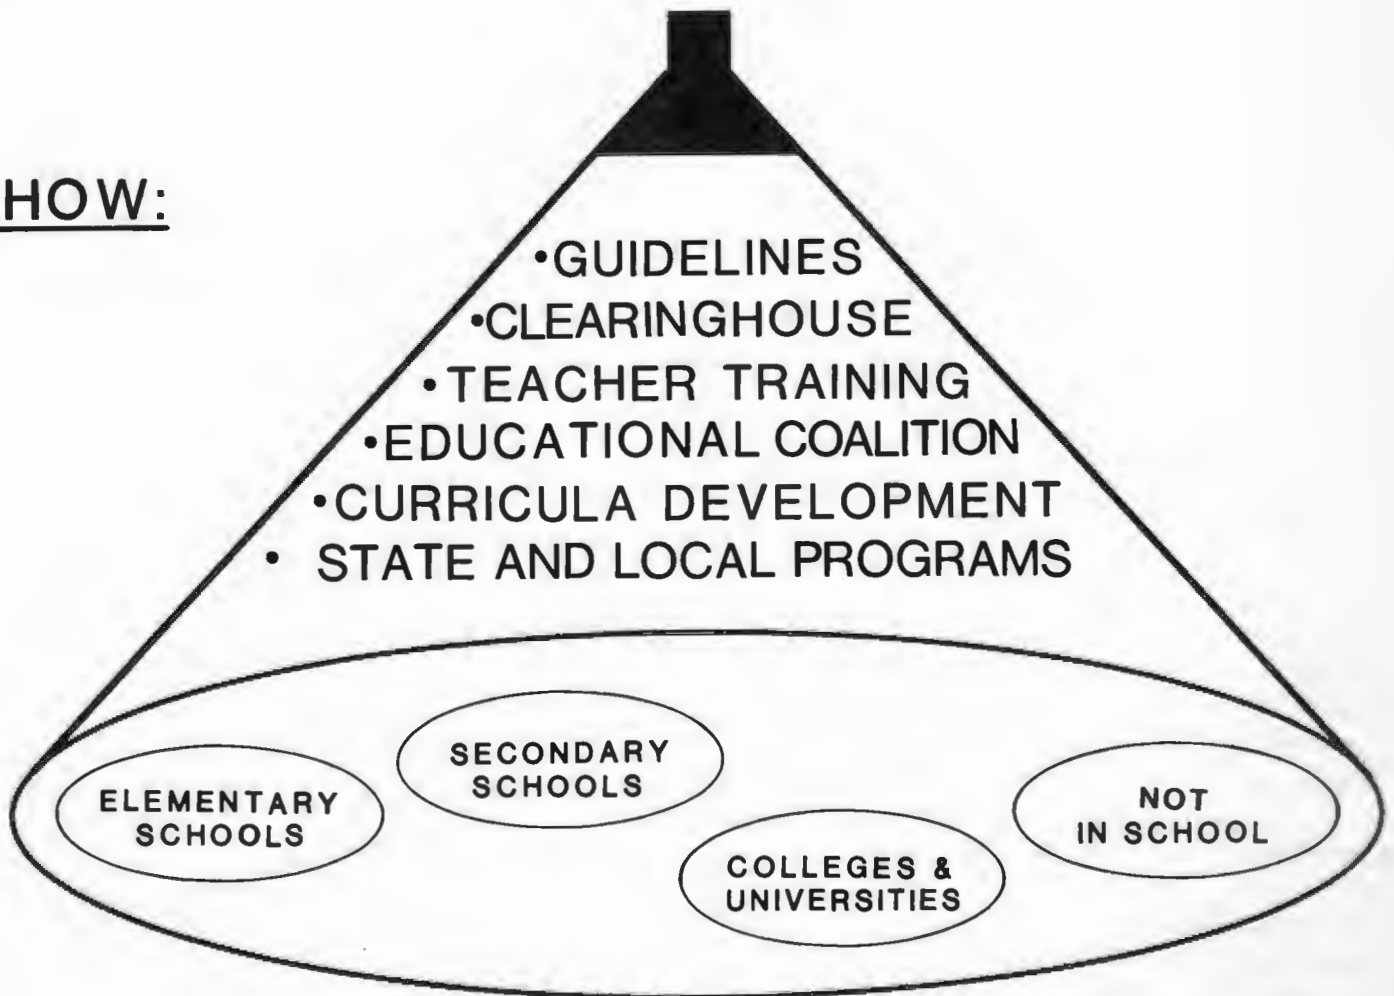 HOW:
•GUIDELINES
•CLEARINGHOUSE
•TEACHER TRAINING
•EDUCATIONAL COALITION
•CURRICULA DEVELOPMENT
• STATE AND LOCAL PROGRAMS
ELEMENTARY
SCHOOLS
SECONDARY
SCHOOLS
COLLEGES &
UNIVERSITIES
NOT
IN SCHOOL